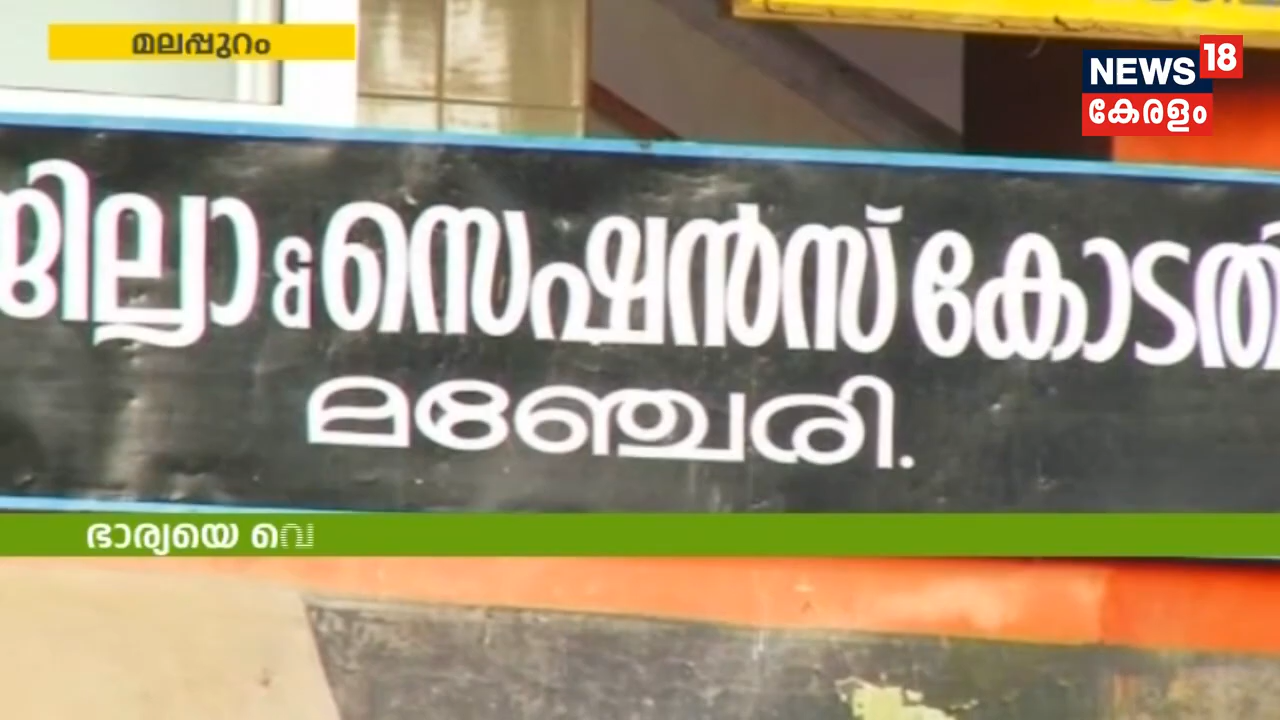 മലപ്പുറം
NEWS 18
കേരളം
ജില്ലാ & സെഷൻസ് കോടതി
മഞ്ചേരി.
ഭാര്യയെ വെ